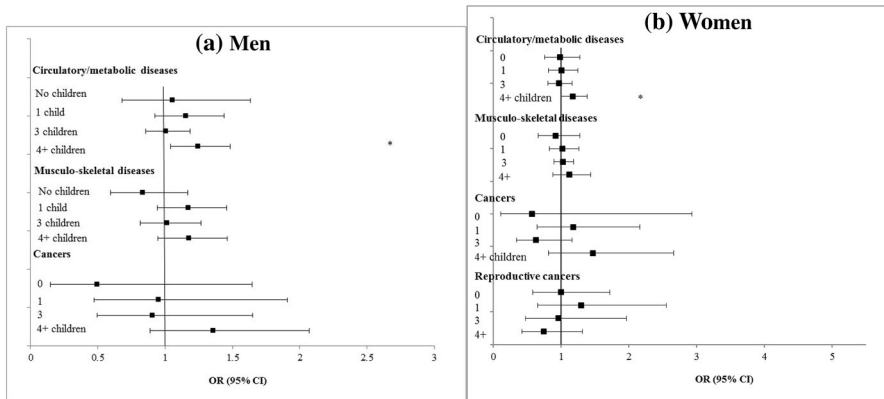 (a) Men
Circulatory/metabolic diseases
No children
1 child
3 children
4+ children
*
Musculo-skeletal diseases
No children
1 child
3 children
4+ children
Cancers
0
1
3
4+ children
0
0.5
1
1.5
2
2.5
3
OR (95% CI)
(b) Women
Circulatory/metabolic diseases
0
1
3
4+ children
*
Musculo-skeletal diseases
0
1
3
4+
Cancers
0
1
3
4+ children
Reproductive cancers
0
1
3
4+
0
1
2
3
4
5
OR (95% CI)